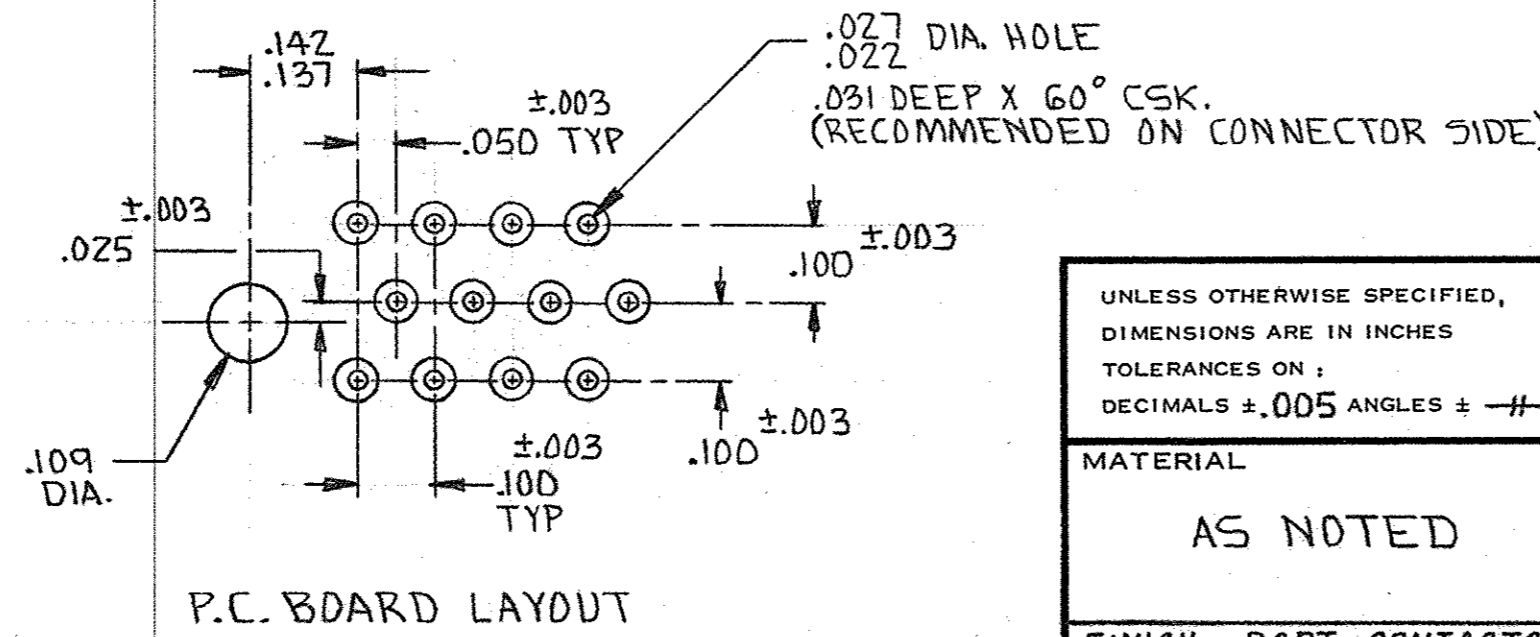 .142
.137
±.003
.050 TYP
.027
.022 DIA. HOLE
.031 DEEP X 60° CSK.
(RECOMMENDED ON CONNECTOR SIDE)
±.003
.025
.100 ±.003
.109
DIA.
±.003
.100
TYP
.100 ±.003
P.C. BOARD LAYOUT
UNLESS OTHERWISE SPECIFIED,
DIMENSIONS ARE IN INCHES
TOLERANCES ON :
DECIMALS ±.005 ANGLES ±
MATERIAL
AS NOTED